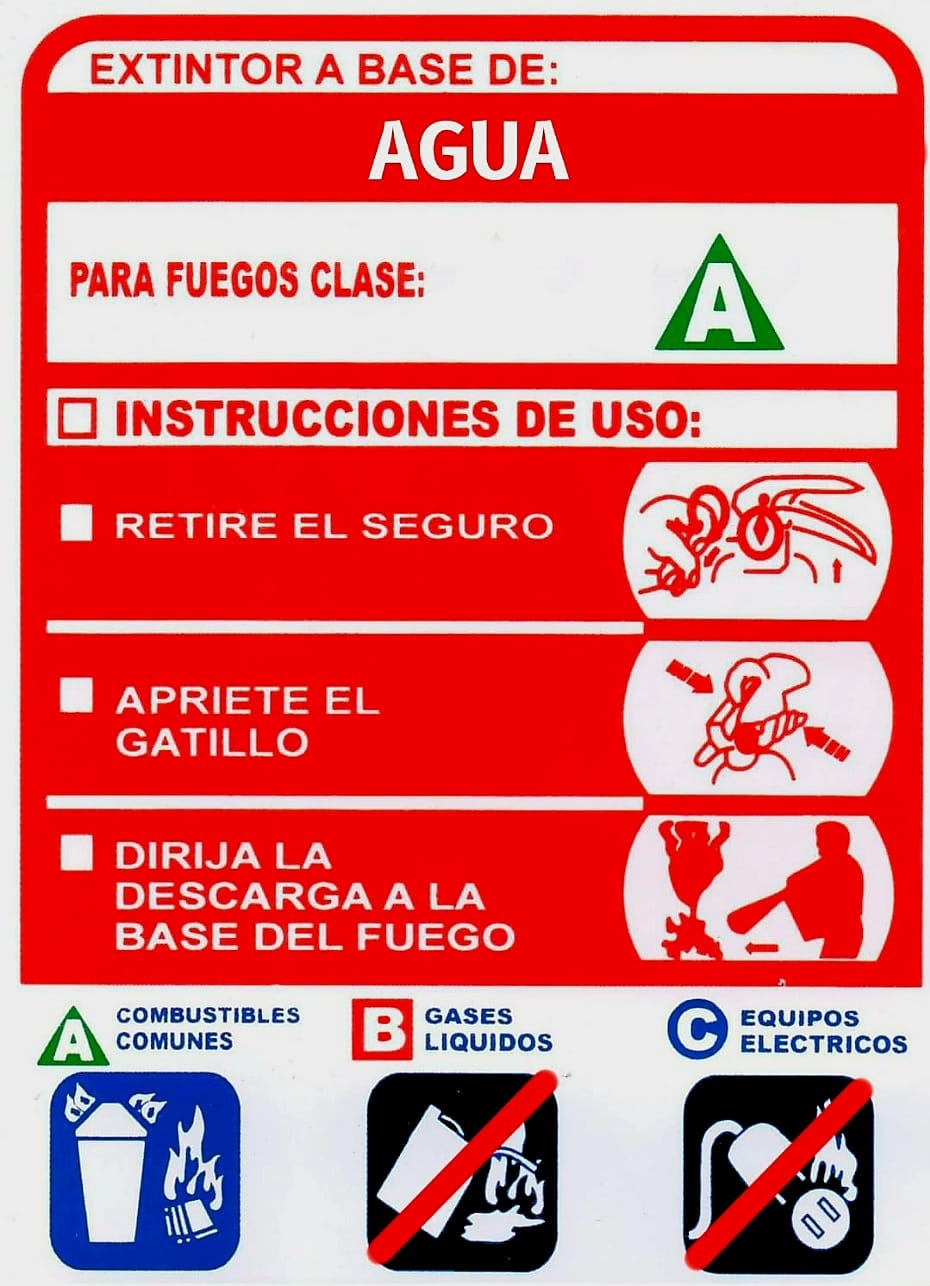 EXTINTOR A BASE DE:
AGUA
PARA FUEGOS CLASE:
A
INSTRUCCIONES DE USO:
RETIRE EL SEGURO
APRIETE EL
GATILLO
DIRIJA LA
DESCARGA A LA
BASE DEL FUEGO
A COMBUSTIBLES
COMUNES
B GASES
LIQUIDOS
C EQUIPOS
ELECTRICOS